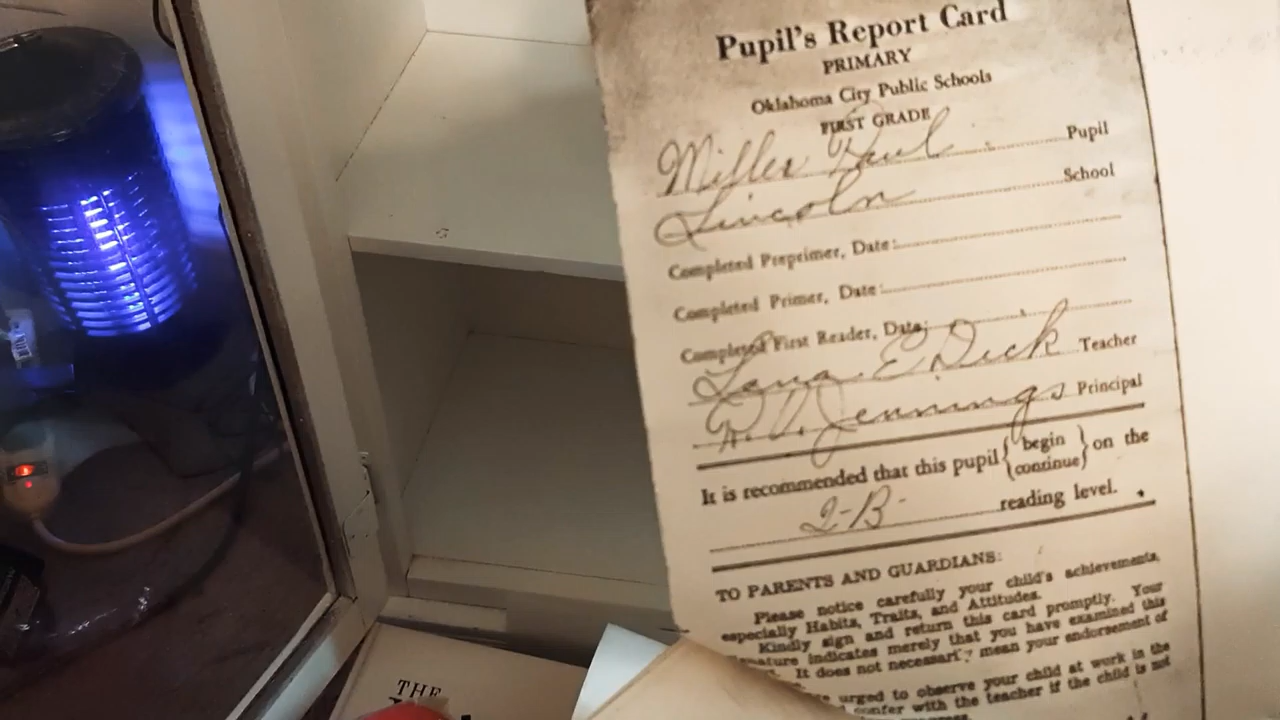 Pupil's Report Card
PRIMARY
Oklahoma City Public Schools
FIRST GRADE
Miller Paul Pupil
Lincoln School
Completed Preprimer, Date:
Completed Primer, Date:
Completed First Reader, Date:
Lena E. Dick Teacher
Jennings Principal
It is recommended that this pupil { begin
continue } on the
2-B- reading level.
TO PARENTS AND GUARDIANS:
Please notice carefully your child's achievements,
especially Habits, Traits, and Attitudes.
Kindly sign and return this card promptly. Your
nature indicates merely that you have examined this
It does not necessarily mean your endorsement of
urged to observe your child at work in the
confer with the teacher if the child is not
THE